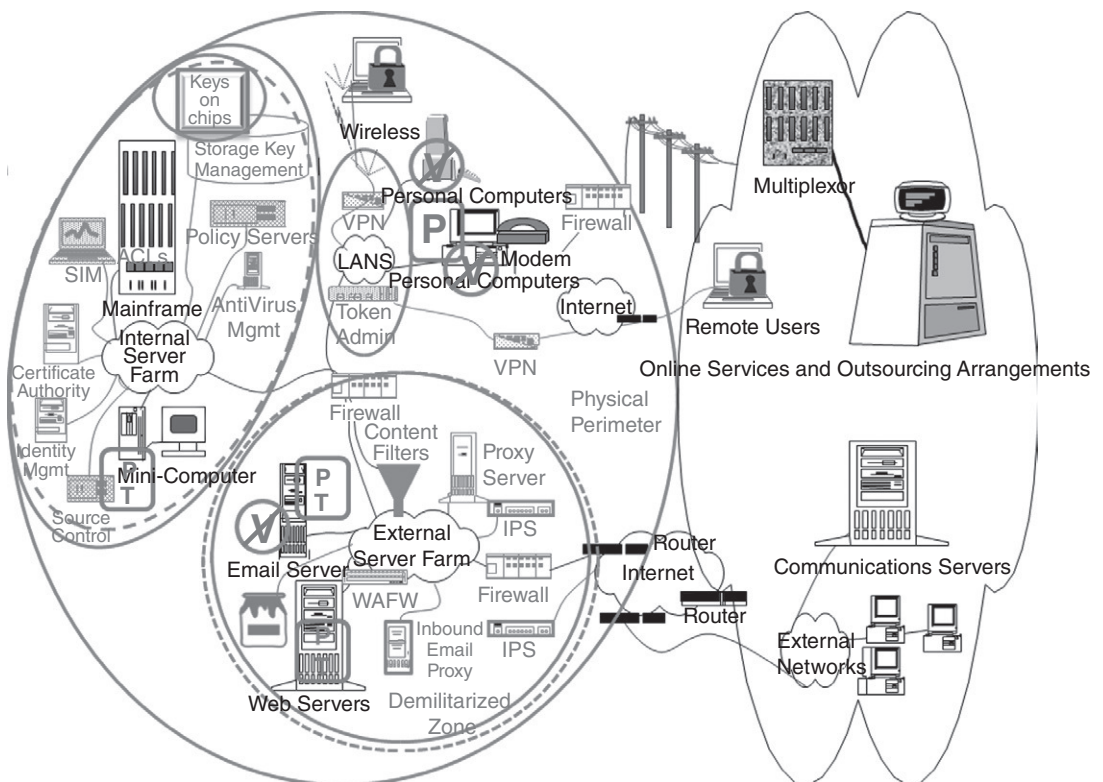 Keys
on
chips
Storage Key
Management
Wireless
V
Personal Computers
VPN
P
Firewall
Multiplexor
Policy Servers
SIM
ACLs
LANS
Modem
V
Personal Computers
Mainframe
AntiVirus
Mgmt
Token
Admin
Internet
Remote Users
Internal
Server
Farm
VPN
Online Services and Outsourcing Arrangements
Certificate
Authority
Firewall
Physical
Perimeter
Identity
Mgmt
Content
Filters
Proxy
Server
P
T
Mini-Computer
P
T
Source
Control
V
IPS
External
Server Farm
Router
Email Server
Internet
Communications Servers
WAFW
Firewall
Router
P
Inbound
Email
Proxy
IPS
External
Networks
Web Servers
Demilitarized
Zone